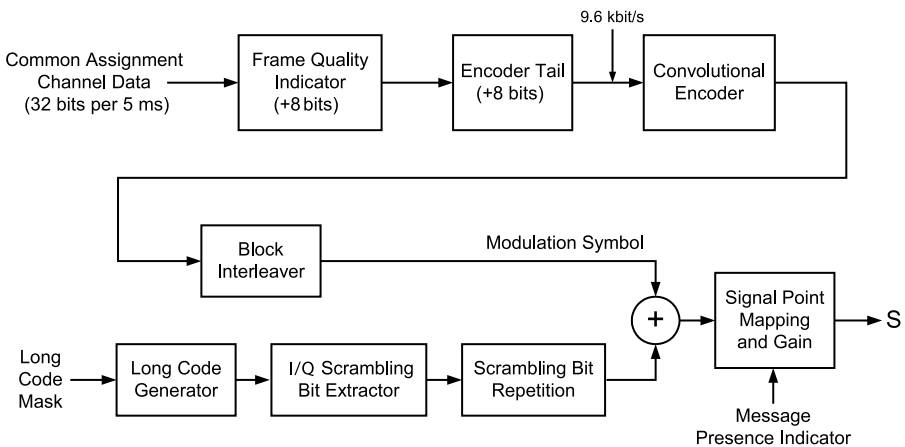 9.6 kbit/s
Common Assignment
Channel Data
(32 bits per 5 ms)
Frame Quality
Indicator
(+8 bits)
Encoder Tail
(+8 bits)
Convolutional
Encoder
Block
Interleaver
Modulation Symbol
+
Signal Point
Mapping
and Gain
S
Long
Code
Mask
Long Code
Generator
I/Q Scrambling
Bit Extractor
Scrambling Bit
Repetition
Message
Presence Indicator